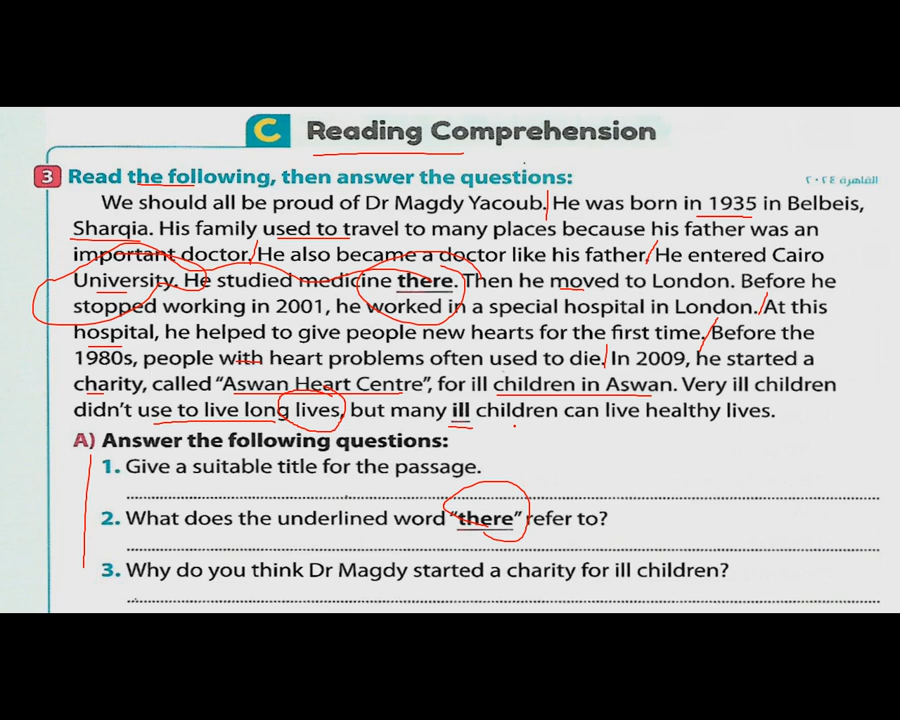 C Reading Comprehension
3 Read the following, then answer the questions:
القاهرة ٢٠٢٤
We should all be proud of Dr Magdy Yacoub. He was born in 1935 in Belbeis,
Sharqia. His family used to travel to many places because his father was an
important doctor. He also became a doctor like his father. He entered Cairo
University. He studied medicine there. Then he moved to London. Before he
stopped working in 2001, he worked in a special hospital in London. At this
hospital, he helped to give people new hearts for the first time. Before the
1980s, people with heart problems often used to die. In 2009, he started a
charity, called "Aswan Heart Centre", for ill children in Aswan. Very ill children
didn't use to live long lives, but many ill children can live healthy lives.
A) Answer the following questions:
1. Give a suitable title for the passage.
2. What does the underlined word "there" refer to?
3. Why do you think Dr Magdy started a charity for ill children?